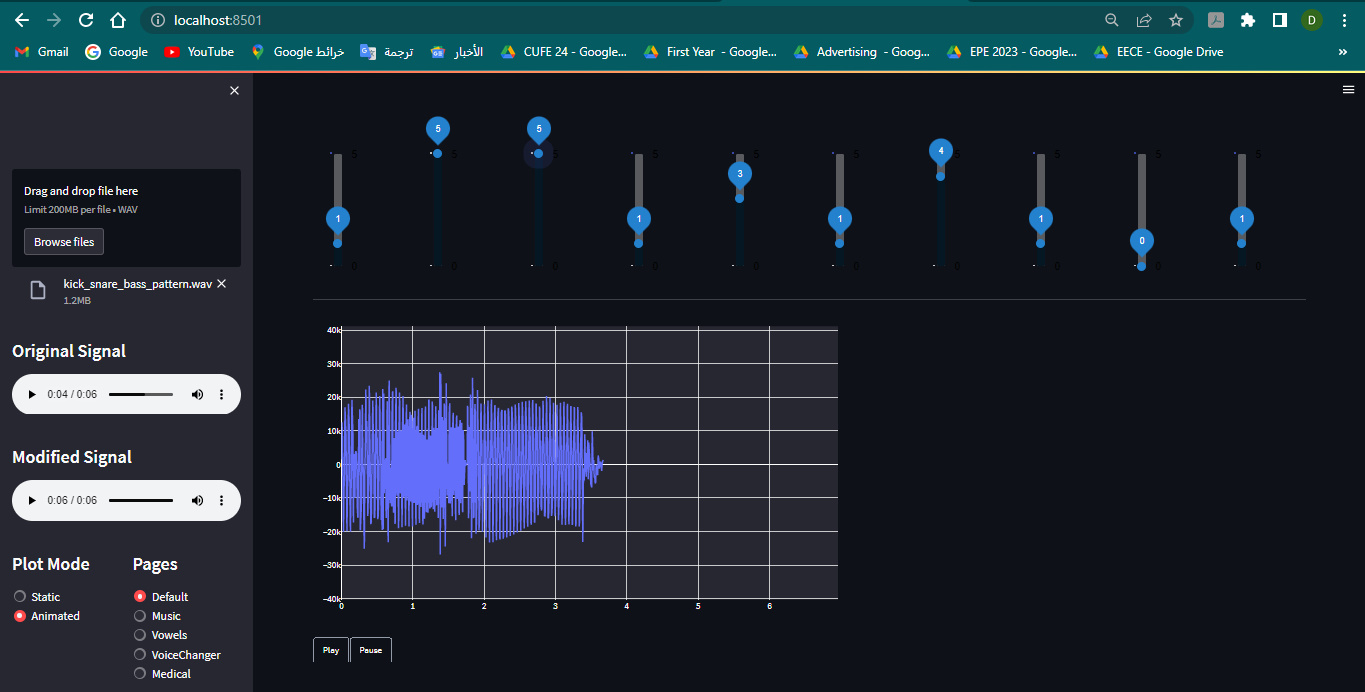 localhost:8501
D
Gmail Google YouTube خرائط Google ترجمة الأخبار CUFE 24 - Google... First Year - Google... Advertising - Goog... EPE 2023 - Google... EECE - Google Drive »
Drag and drop file here
Limit 200MB per file • WAV
Browse files
kick_snare_bass_pattern.wav
1.2MB
Original Signal
0:04 / 0:06
Modified Signal
0:06 / 0:06
Plot Mode
Static
Animated
Pages
Default
Music
Vowels
VoiceChanger
Medical
5 5 4 3
5 5 5 5 5 5 5 5 5 5
1 1 1 1 0 1
0 0 0 0 0 0 0 0 0 0
40k
30k
20k
10k
0
−10k
−20k
−30k
−40k
0 1 2 3 4 5 6
Play Pause